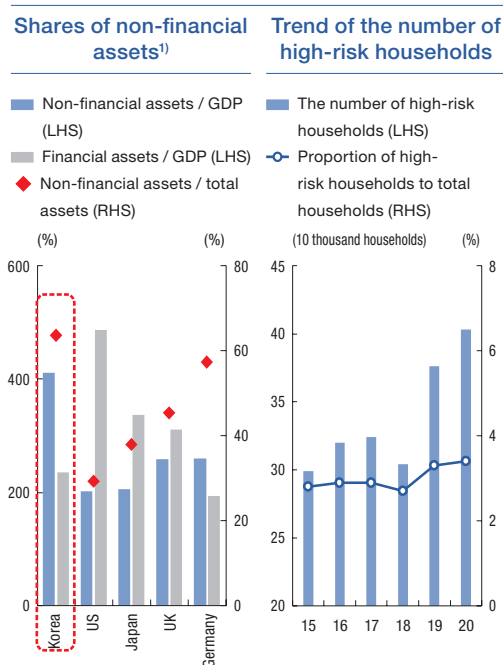 Shares of non-financial
assets1)
Non-financial assets / GDP
(LHS)
Financial assets / GDP (LHS)
Non-financial assets / total
assets (RHS)
(%)
(%)
600
400
200
0
80
60
40
20
0
Korea
US
Japan
UK
Germany
Trend of the number of
high-risk households
The number of high-risk
households (LHS)
Proportion of high-
risk households to total
households (RHS)
(10 thousand households)
(%)
45
40
35
30
25
20
8
6
4
2
0
15
16
17
18
19
20